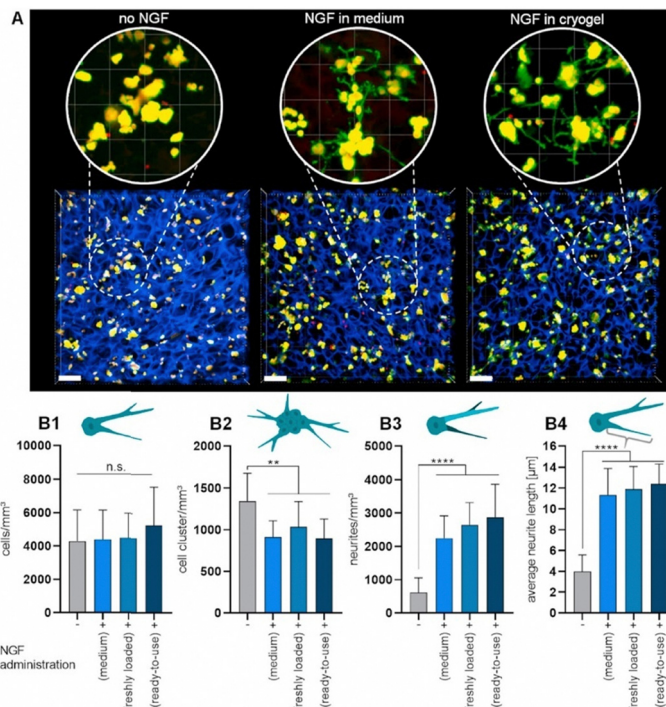 A
no NGF
NGF in medium
NGF in cryogel
B1
n.s.
cells/mm³
10000
8000
6000
4000
2000
0
B2
**
cell cluster/mm³
2000
1500
1000
500
0
B3
****
neurites/mm³
5000
4000
3000
2000
1000
0
B4
****
average neurite length [µm]
16
14
12
10
8
6
4
2
0
NGF
administration
-
+
(medium)
+
reshly loaded)
+
(ready-to-use)
-
+
(medium)
+
reshly loaded)
+
(ready-to-use)
-
+
(medium)
+
reshly loaded)
+
(ready-to-use)
-
+
(medium)
+
reshly loaded)
+
(ready-to-use)